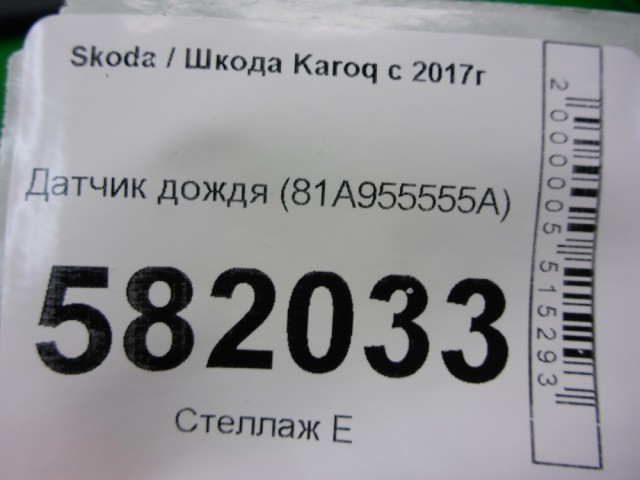 Skoda / Шкода Karoq с 2017г
Датчик дождя (81A955555A)
582033
Стеллаж Е
2000005515293